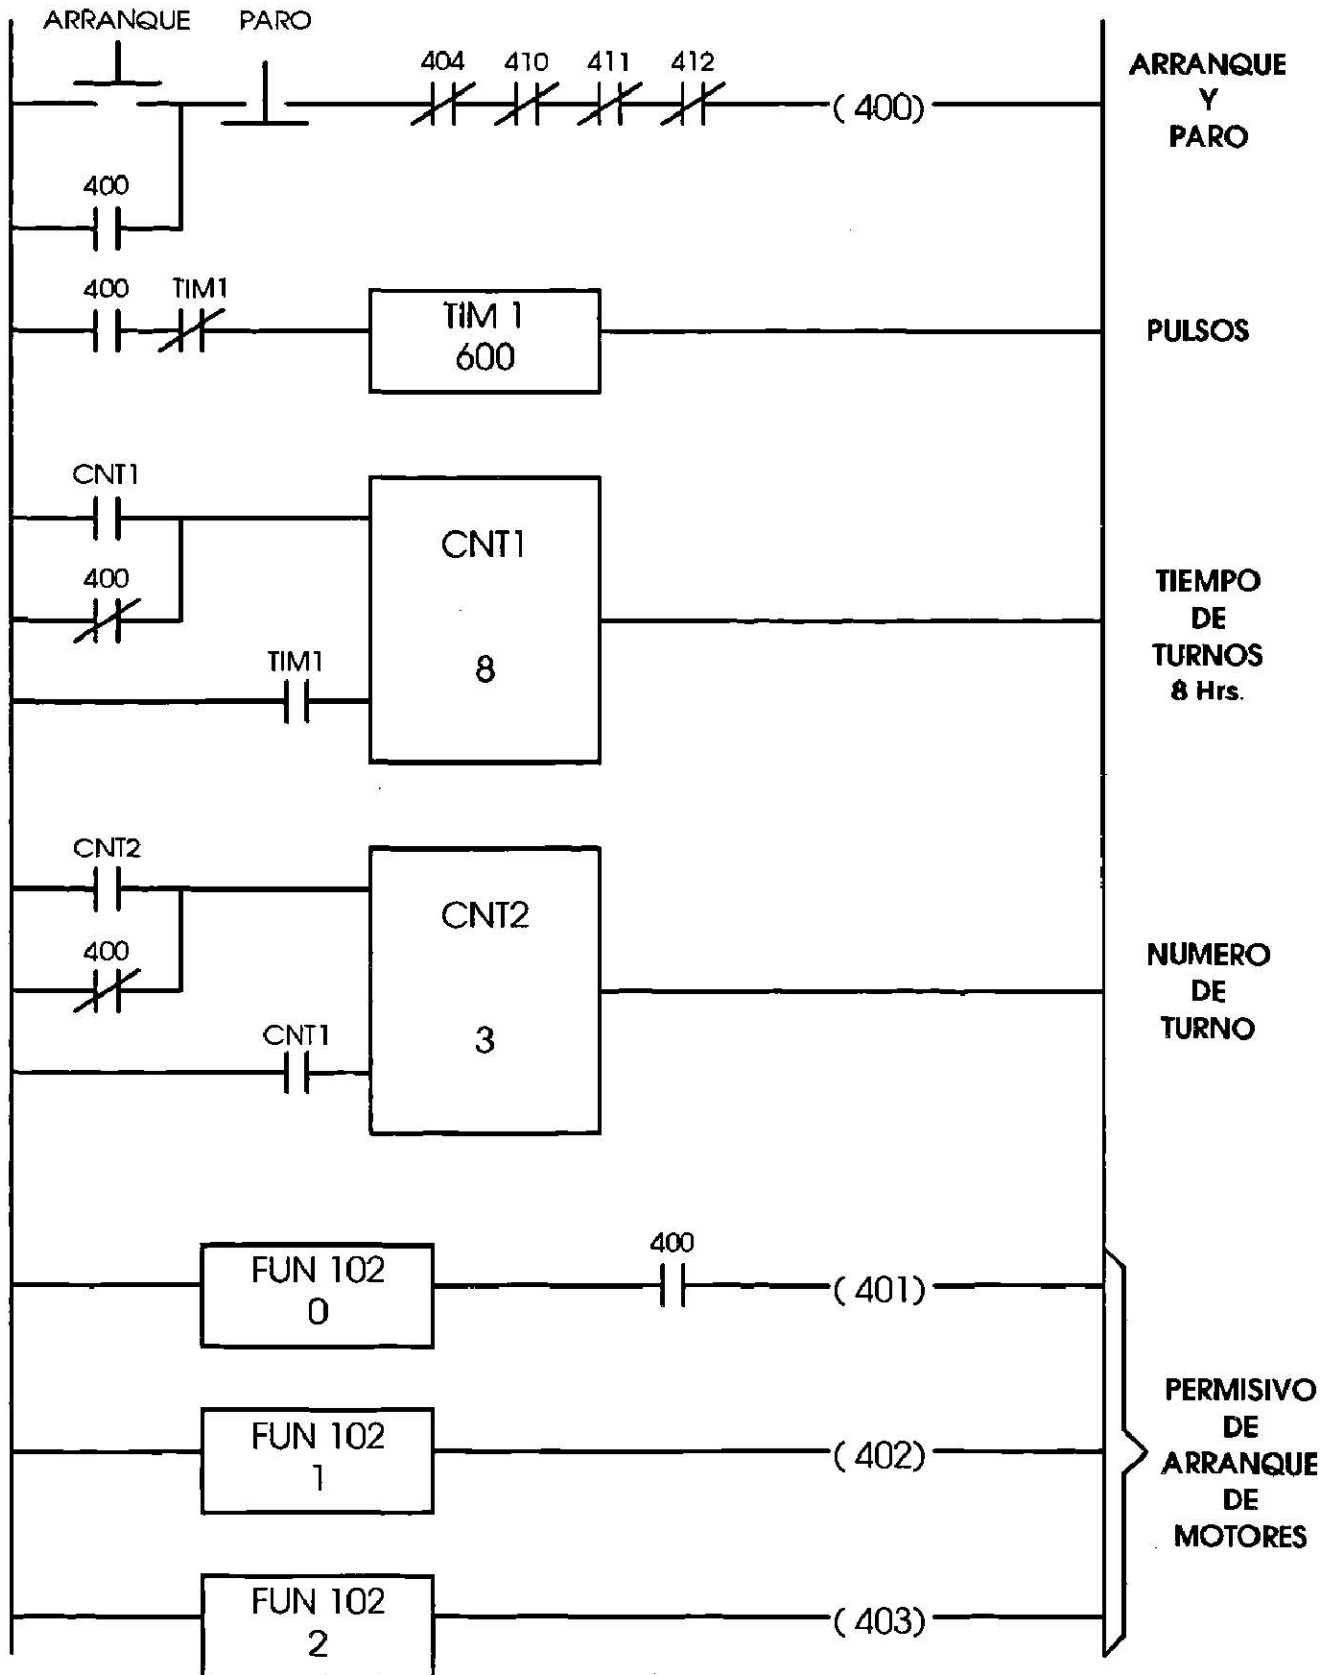 ARRANQUE PARO
404 410 411 412
ARRANQUE
Y
PARO
( 400)
400
400 TIM1
TIM 1
600
PULSOS
CNT1
CNT1
400
8
TIM1
TIEMPO
DE
TURNOS
8 Hrs.
CNT2
CNT2
400
3
CNT1
NUMERO
DE
TURNO
FUN 102
0
400
( 401)
FUN 102
1
( 402)
FUN 102
2
( 403)
PERMISIVO
DE
ARRANQUE
DE
MOTORES